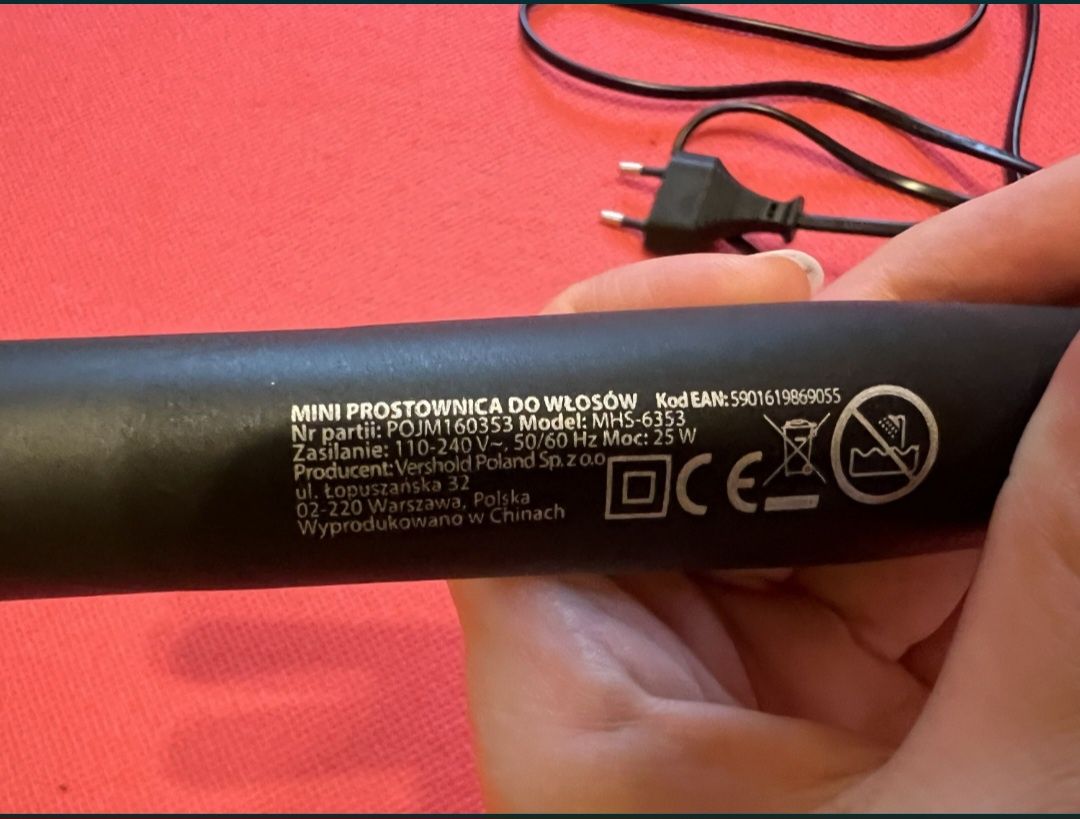 MINI PROSTOWNICA DO WŁOSÓW Kod EAN: 5901619869055
Nr partii: POJM160353 Model: MHS-6353
Zasilanie: 110-240 V~, 50/60 Hz Moc: 25 W
Producent: Vershold Poland Sp. z o.o
ul. Łopuszańska 32
02-220 Warszawa, Polska
Wyprodukowano w Chinach
CE